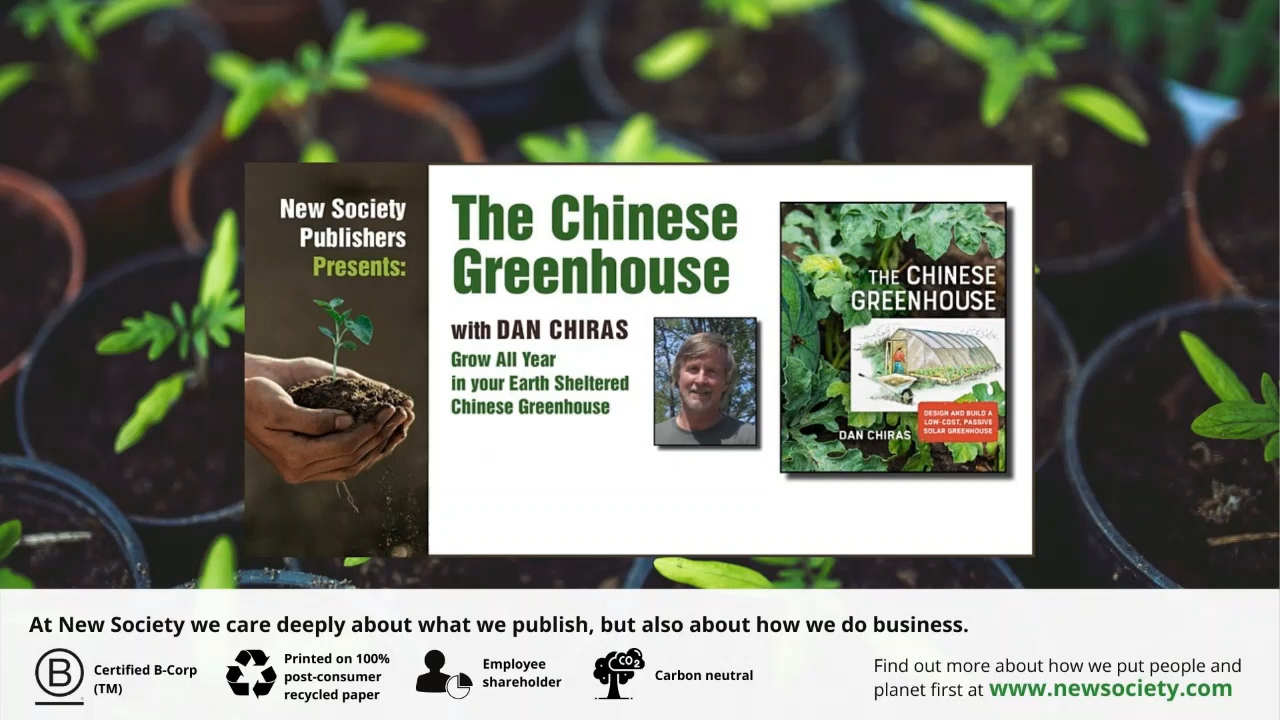 New Society
Publishers
Presents:
The Chinese
Greenhouse
with DAN CHIRAS
Grow All Year
in your Earth Sheltered
Chinese Greenhouse
THE CHINESE
GREENHOUSE
DESIGN AND BUILD A
LOW-COST, PASSIVE
SOLAR GREENHOUSE
DAN CHIRAS
At New Society we care deeply about what we publish, but also about how we do business.
B
Certified B-Corp
(TM)
Printed on 100%
post-consumer
recycled paper
Employee
shareholder
CO2
Carbon neutral
Find out more about how we put people and
planet first at www.newsociety.com